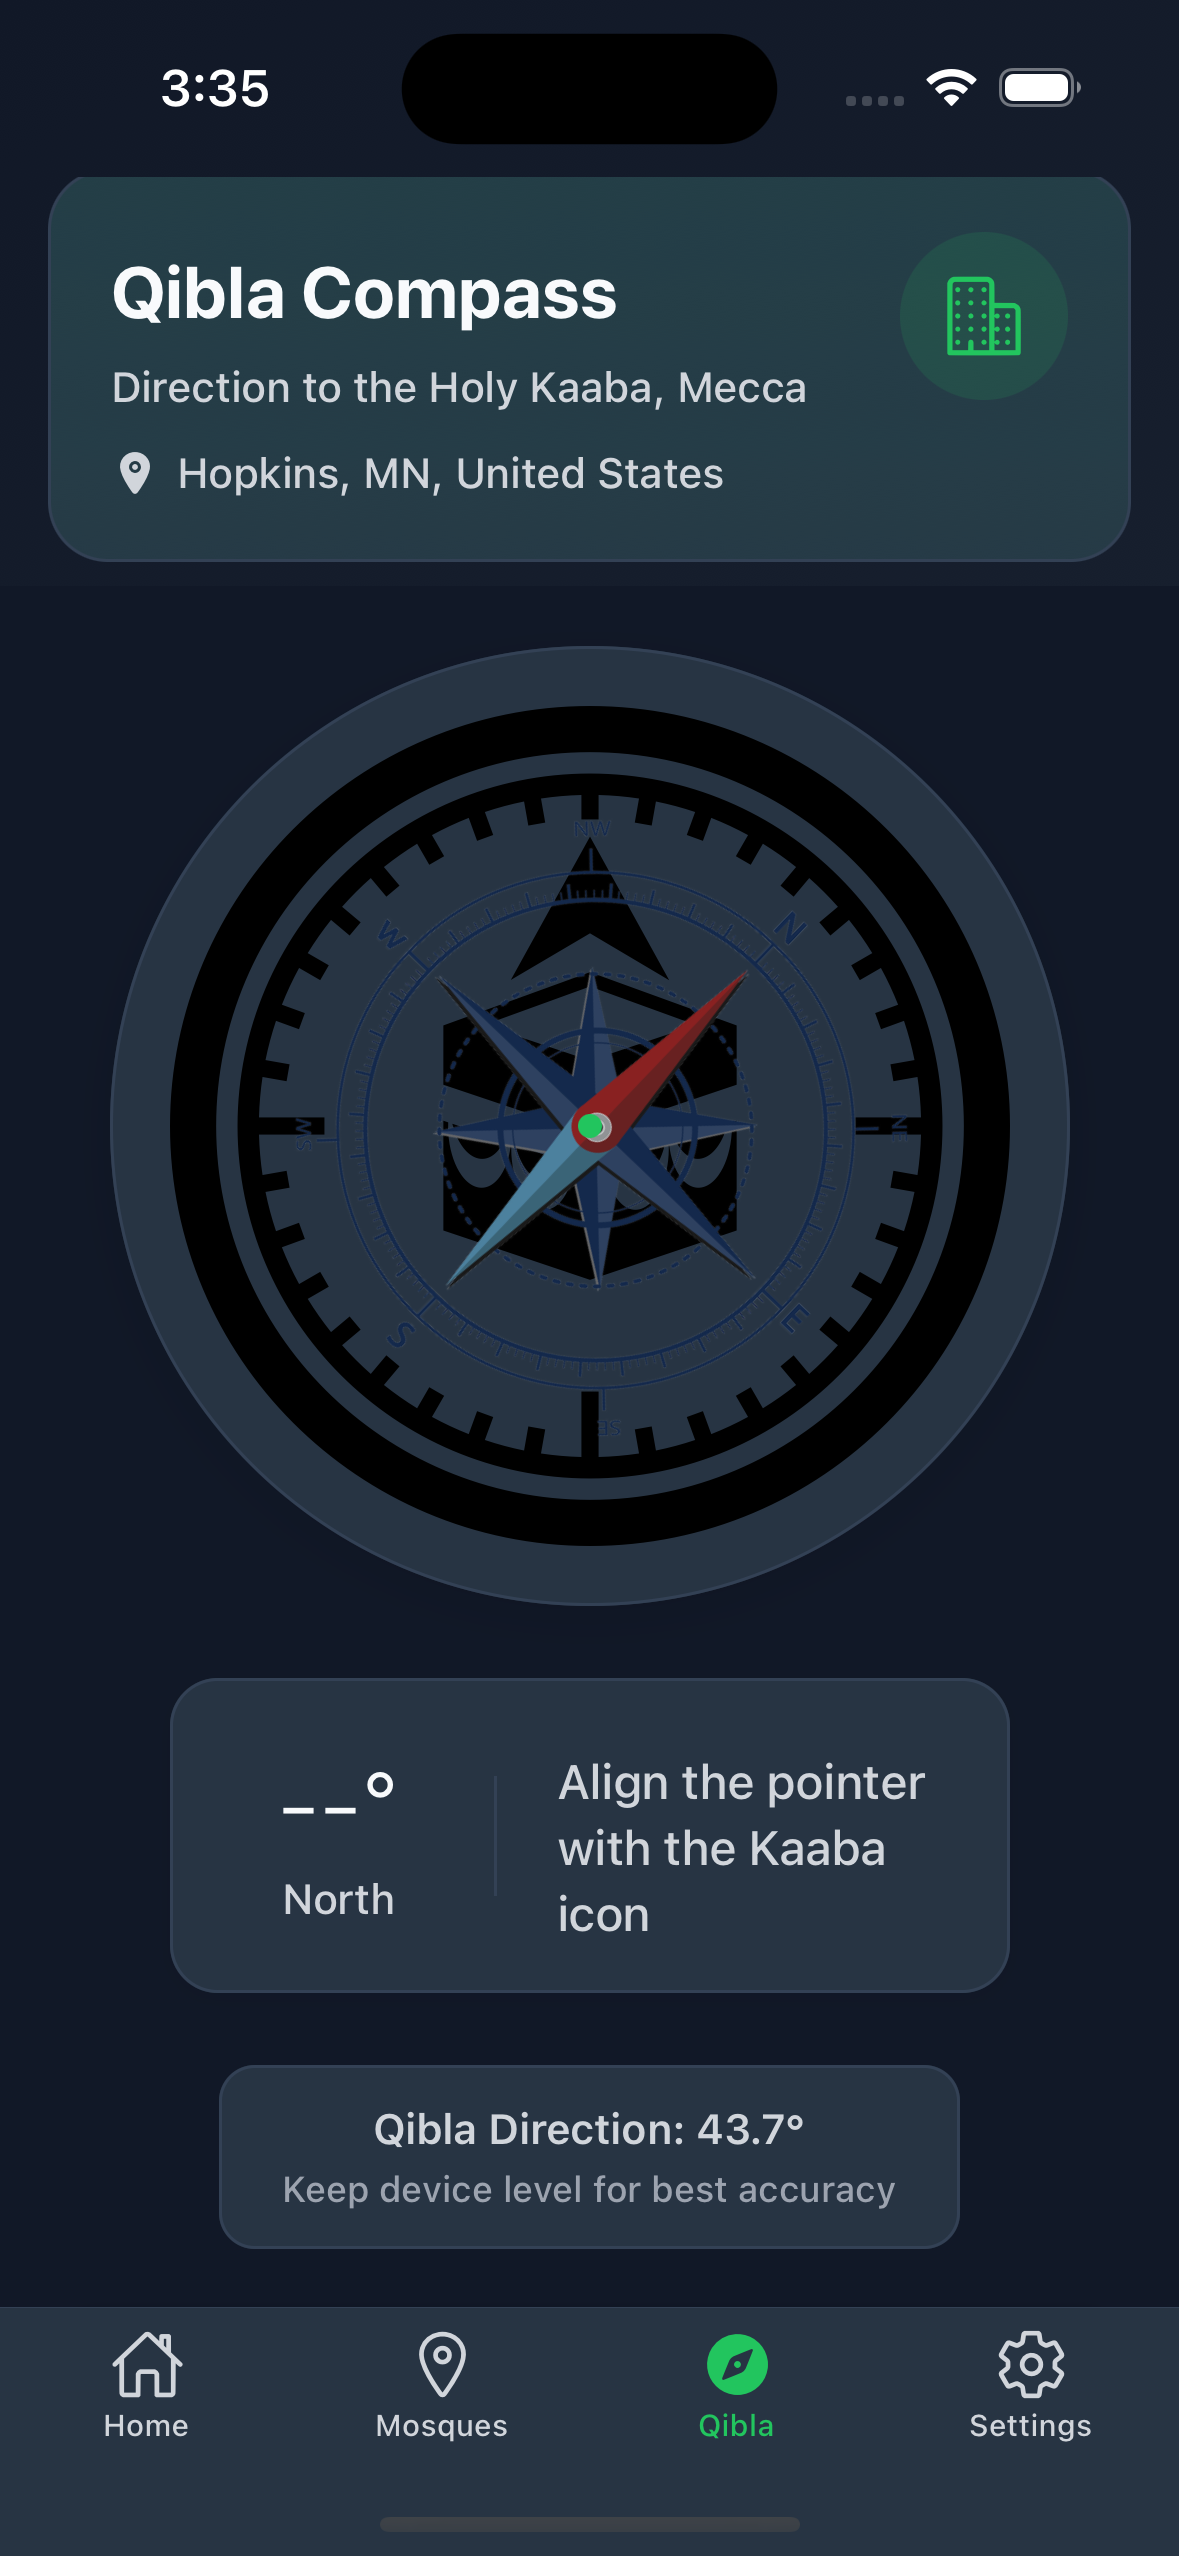 3:35
Qibla Compass
Direction to the Holy Kaaba, Mecca
Hopkins, MN, United States
NW
W
N
SW
NE
S
E
SE
__°
North
Align the pointer
with the Kaaba
icon
Qibla Direction: 43.7°
Keep device level for best accuracy
Home
Mosques
Qibla
Settings